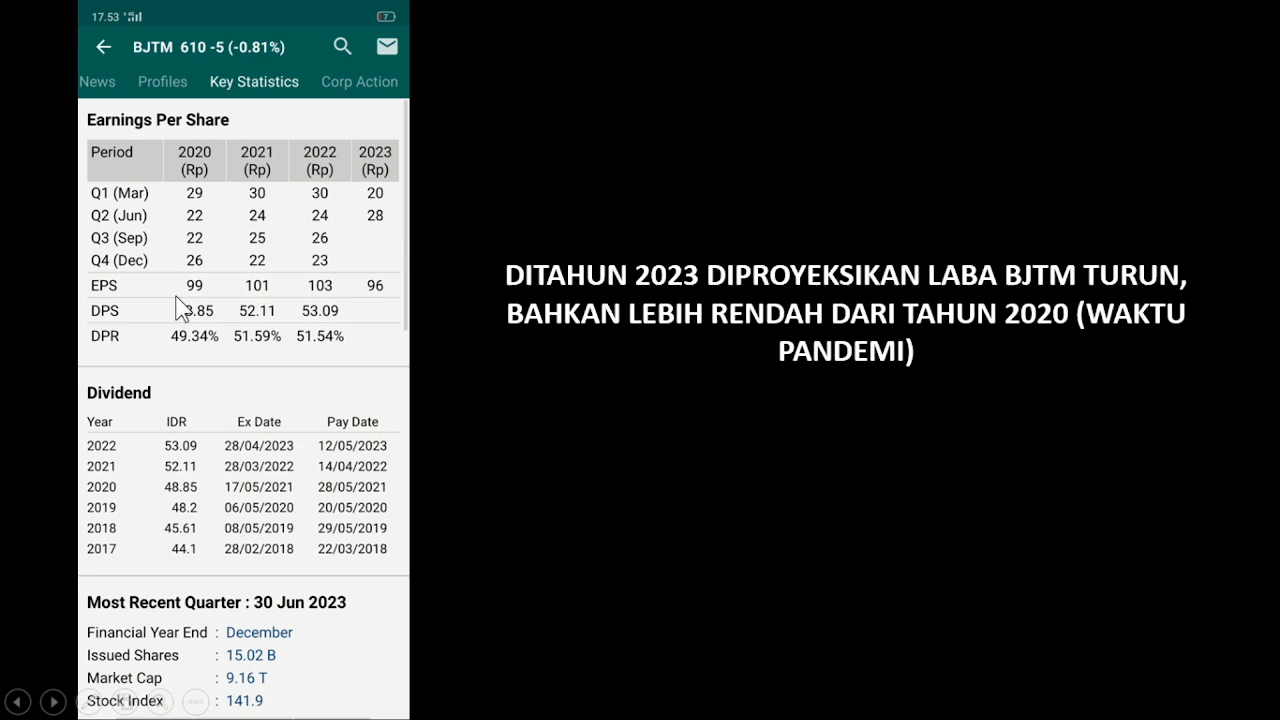 17.53
7
BJTM 610 -5 (-0.81%)
News Profiles Key Statistics Corp Action
Earnings Per Share
Period 2020 (Rp) 2021 (Rp) 2022 (Rp) 2023 (Rp)
Q1 (Mar) 29 30 30 20
Q2 (Jun) 22 24 24 28
Q3 (Sep) 22 25 26
Q4 (Dec) 26 22 23
EPS 99 101 103 96
DPS 52.11 53.09
DPR 49.34% 51.59% 51.54%
Dividend
Year IDR Ex Date Pay Date
2022 53.09 28/04/2023 12/05/2023
2021 52.11 28/03/2022 14/04/2022
2020 48.85 17/05/2021 28/05/2021
2019 48.2 06/05/2020 20/05/2020
2018 45.61 08/05/2019 29/05/2019
2017 44.1 28/02/2018 22/03/2018
Most Recent Quarter : 30 Jun 2023
Financial Year End : December
Issued Shares : 15.02 B
Market Cap : 9.16 T
Stock Index : 141.9
DITAHUN 2023 DIPROYEKSIKAN LABA BJTM TURUN,
BAHKAN LEBIH RENDAH DARI TAHUN 2020 (WAKTU
PANDEMI)